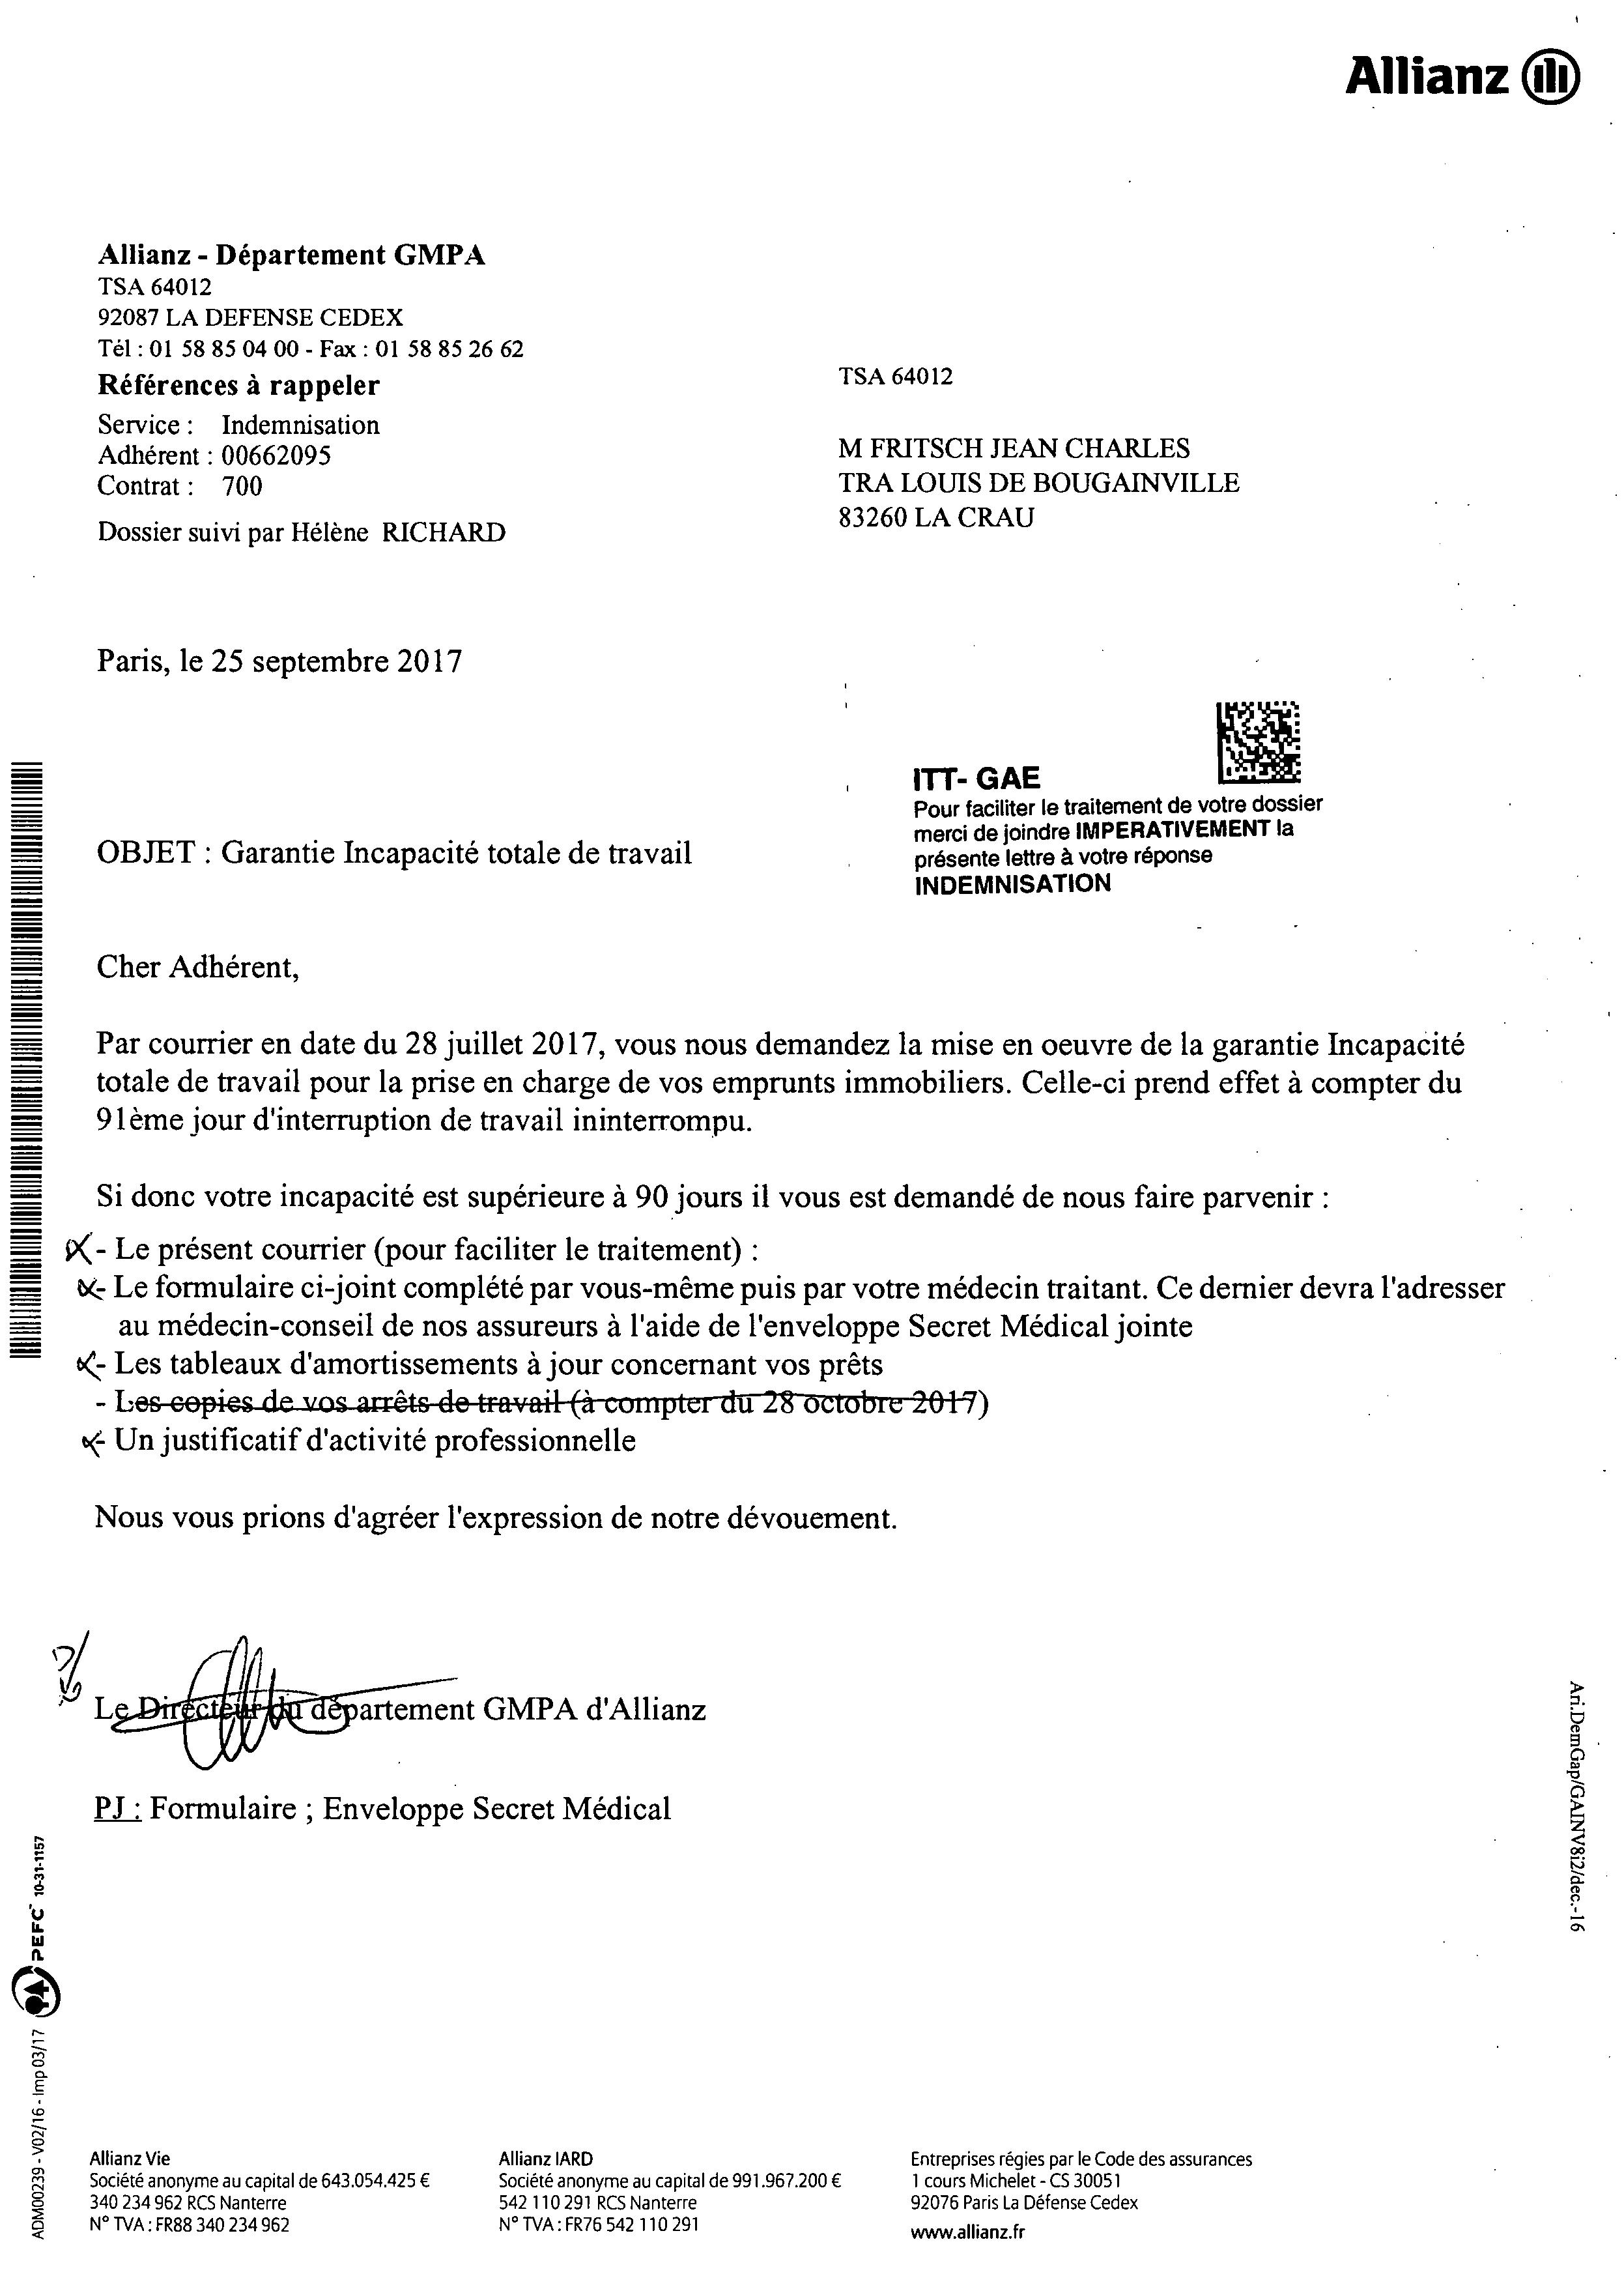 Allianz
Allianz - Département GMPA
TSA 64012
92087 LA DEFENSE CEDEX
Tél : 01 58 85 04 00 - Fax : 01 58 85 26 62
Références à rappeler
Service : Indemnisation
Adhérent : 00662095
Contrat : 700
Dossier suivi par Hélène RICHARD
TSA 64012
M FRITSCH JEAN CHARLES
TRA LOUIS DE BOUGAINVILLE
83260 LA CRAU
Paris, le 25 septembre 2017
ITT- GAE
Pour faciliter le traitement de votre dossier
merci de joindre IMPERATIVEMENT la
présente lettre à votre réponse
INDEMNISATION
OBJET : Garantie Incapacité totale de travail
Cher Adhérent,
Par courrier en date du 28 juillet 2017, vous nous demandez la mise en oeuvre de la garantie Incapacité
totale de travail pour la prise en charge de vos emprunts immobiliers. Celle-ci prend effet à compter du
91ème jour d'interruption de travail ininterrompu.
Si donc votre incapacité est supérieure à 90 jours il vous est demandé de nous faire parvenir :
- Le présent courrier (pour faciliter le traitement) :
- Le formulaire ci-joint complété par vous-même puis par votre médecin traitant. Ce dernier devra l'adresser
au médecin-conseil de nos assureurs à l'aide de l'enveloppe Secret Médical jointe
- Les tableaux d'amortissements à jour concernant vos prêts
- Les copies de vos arrêts de travail (à compter du 28 octobre 2017)
- Un justificatif d'activité professionnelle
Nous vous prions d'agréer l'expression de notre dévouement.
Le Directeur du département GMPA d'Allianz
PJ : Formulaire ; Enveloppe Secret Médical
Ari.DemGap/GAINV8i2/dec.-16
ADM00239 - V02/16 - Imp 03/17
PEFC 10-31-1157
Allianz Vie
Société anonyme au capital de 643.054.425 €
340 234 962 RCS Nanterre
N° TVA : FR88 340 234 962
Allianz IARD
Société anonyme au capital de 991.967.200 €
542 110 291 RCS Nanterre
N° TVA : FR76 542 110 291
Entreprises régies par le Code des assurances
1 cours Michelet - CS 30051
92076 Paris La Défense Cedex
www.allianz.fr